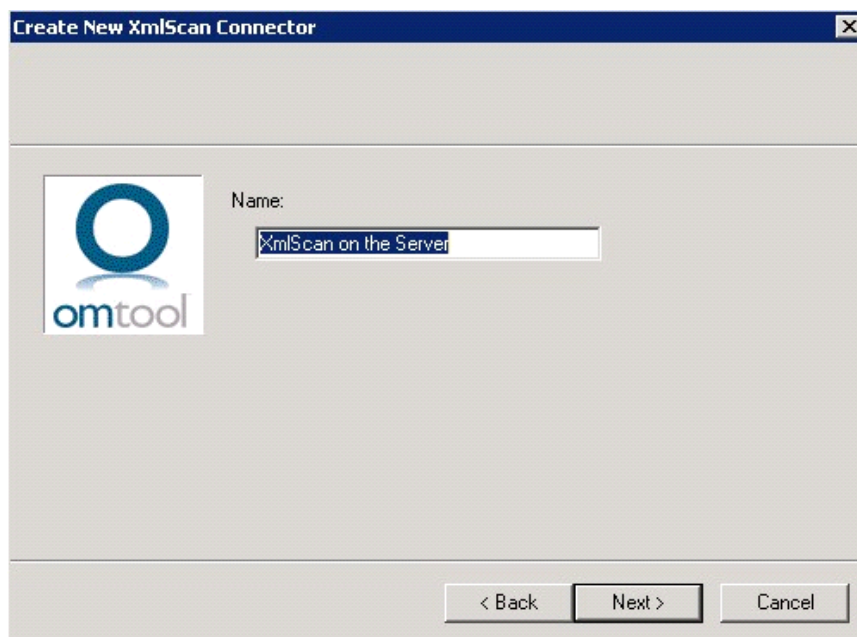 Create New XmlScan Connector
Name:
XmlScan on the Server
omtool
< Back
Next >
Cancel